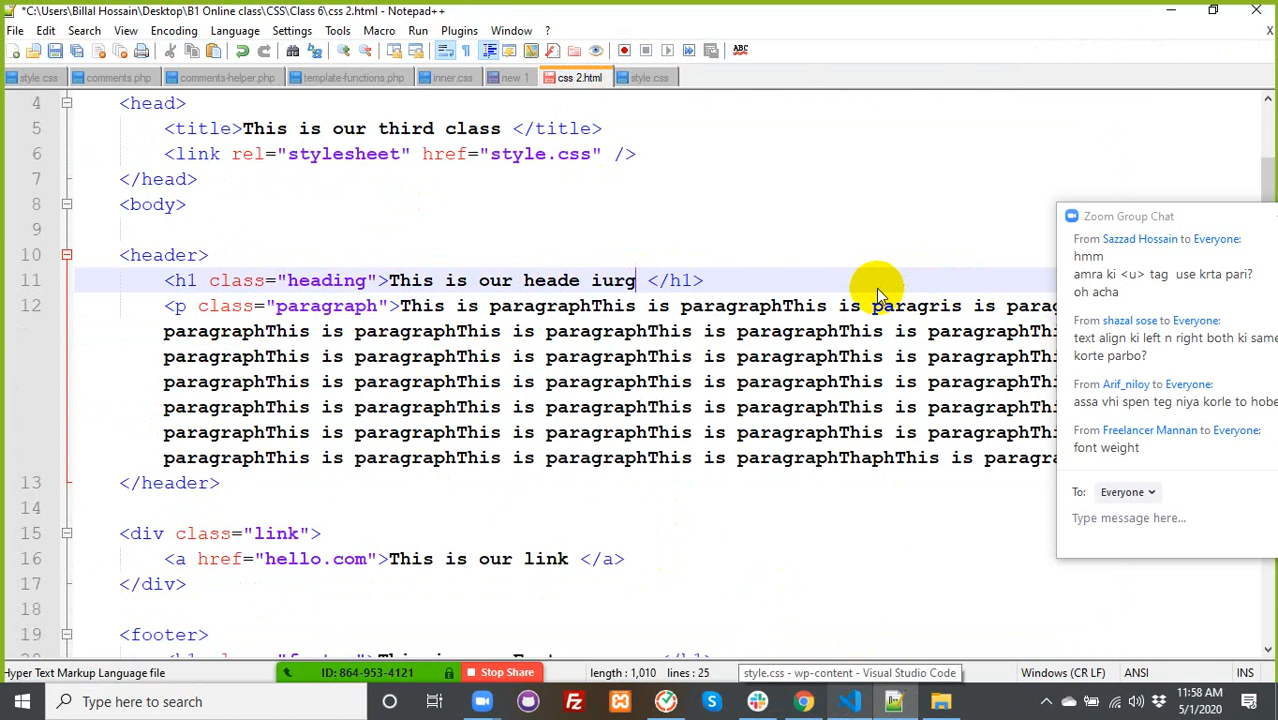 *C:\Users\Billal Hossain\Desktop\B1 Online class\CSS\Class 6\css 2.html - Notepad++
File Edit Search View Encoding Language Settings Tools Macro Run Plugins Window ? X
style.css comments.php comments-helper.php template-functions.php inner.css new 1 css 2.html style.css
4 <head>
5 <title>This is our third class </title>
6 <link rel="stylesheet" href="style.css" />
7 </head>
8 <body>
9
10 <header>
11 <h1 class="heading">This is our heade iurg </h1>
12 <p class="paragraph">This is paragraphThis is paragraphThis is paragris is parag
paragraphThis is paragraphThis is paragraphThis is paragraphThis is
paragraphThis is paragraphThis is paragraphThis is paragraphThis is
paragraphThis is paragraphThis is paragraphThis is paragraphThis is
paragraphThis is paragraphThis is paragraphThis is paragraphThis is
paragraphThis is paragraphThis is paragraphThis is paragraphThis is
paragraphThis is paragraphThis is paragraphThaphThis is paragra
13 </header>
14
15 <div class="link">
16 <a href="hello.com">This is our link </a>
17 </div>
18
19 <footer>
Zoom Group Chat
From Sazzad Hossain to Everyone:
hmm
amra ki <u> tag use krta pari?
oh acha
From shazal sose to Everyone:
text align ki left n right both ki same
korte parbo?
From Arif_niloy to Everyone:
assa vhi spen teg niya korle to hobe
From Freelancer Mannan to Everyone:
font weight
To: Everyone
Type message here...
Hyper Text Markup Language file ID: 864-953-4121 Stop Share length : 1,010 lines : 25 style.css - wp-content - Visual Studio Code Windows (CR LF) ANSI INS
Type here to search 11:58 AM
5/1/2020